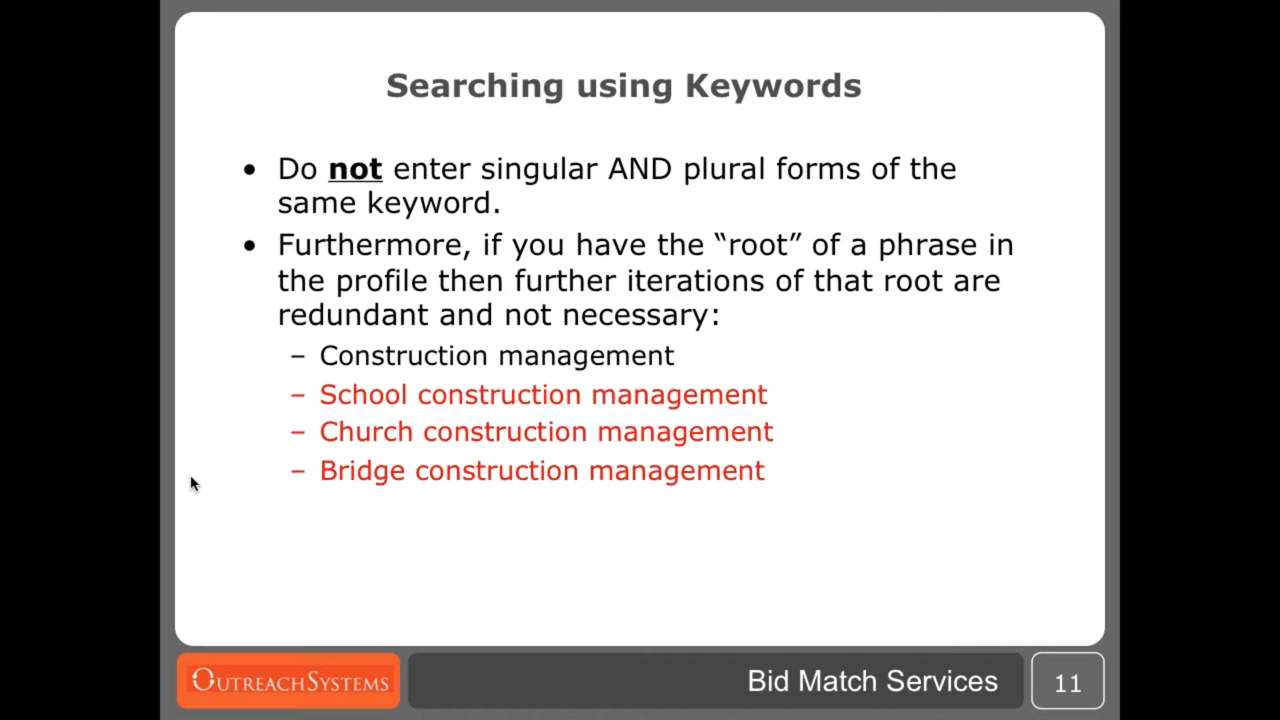 Searching using Keywords
• Do not enter singular AND plural forms of the
same keyword.
• Furthermore, if you have the “root” of a phrase in
the profile then further iterations of that root are
redundant and not necessary:
– Construction management
– School construction management
– Church construction management
– Bridge construction management
OUTREACHSYSTEMS
Bid Match Services
11